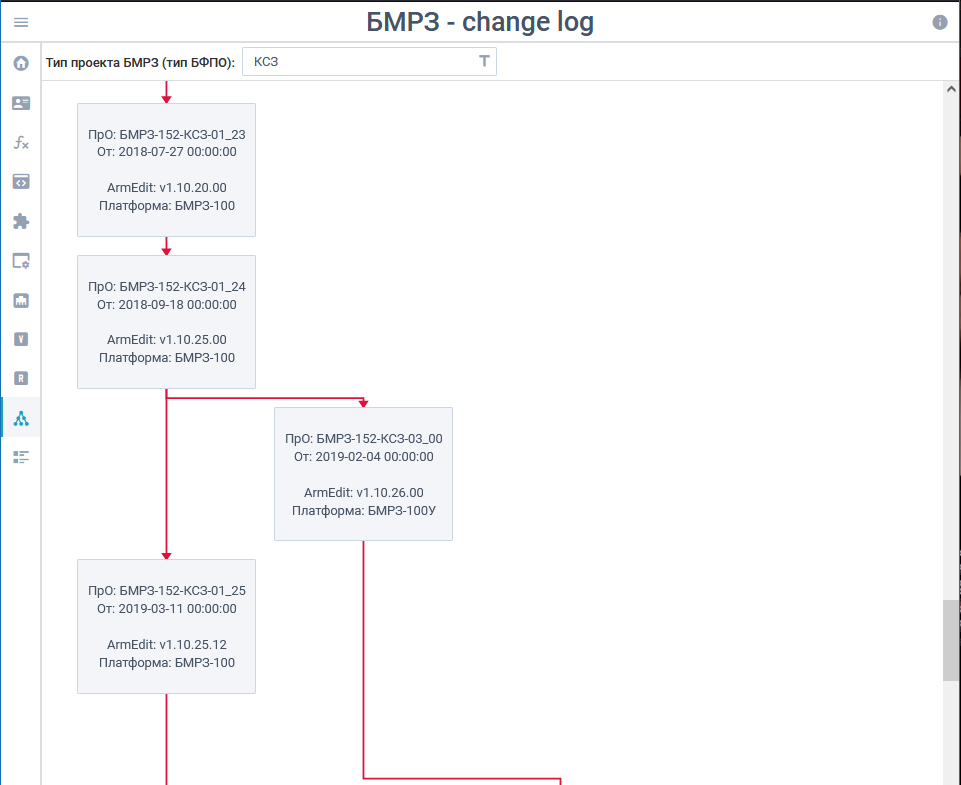 БМРЗ - change log
Тип проекта БМРЗ (тип БФПО):
КСЗ
ПрО: БМРЗ-152-КСЗ-01_23
От: 2018-07-27 00:00:00
ArmEdit: v1.10.20.00
Платформа: БМРЗ-100
ПрО: БМРЗ-152-КСЗ-01_24
От: 2018-09-18 00:00:00
ArmEdit: v1.10.25.00
Платформа: БМРЗ-100
ПрО: БМРЗ-152-КСЗ-03_00
От: 2019-02-04 00:00:00
ArmEdit: v1.10.26.00
Платформа: БМРЗ-100У
ПрО: БМРЗ-152-КСЗ-01_25
От: 2019-03-11 00:00:00
ArmEdit: v1.10.25.12
Платформа: БМРЗ-100